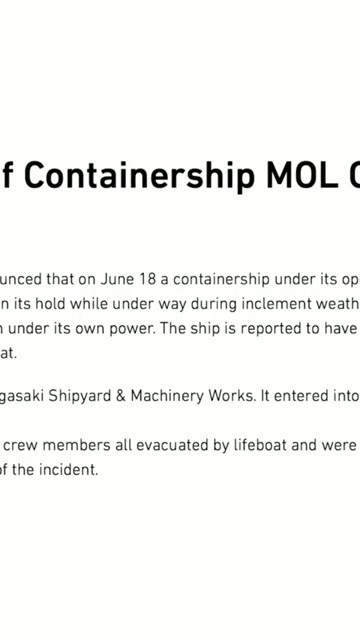 f Containership MOL C
unced that on June 18 a containership under its op
n its hold while under way during inclement weath
n under its own power. The ship is reported to have
at.
gasaki Shipyard & Machinery Works. It entered into
crew members all evacuated by lifeboat and were
of the incident.